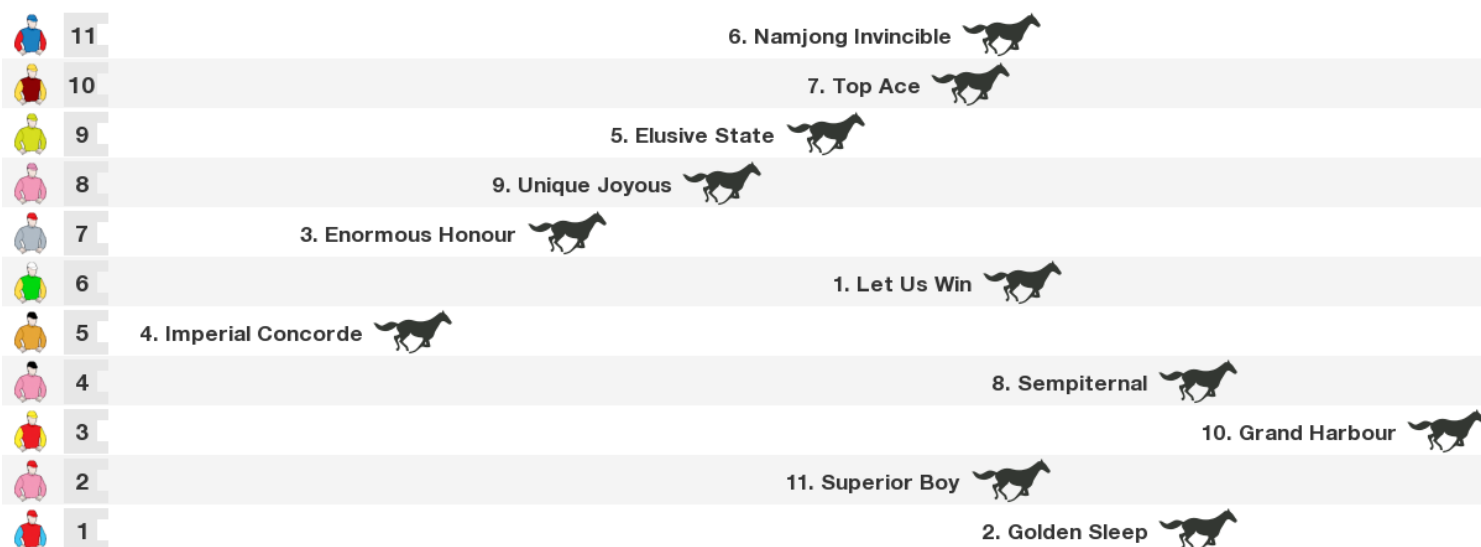 11 6. Namjong Invincible
10 7. Top Ace
9 5. Elusive State
8 9. Unique Joyous
7 3. Enormous Honour
6 1. Let Us Win
5 4. Imperial Concorde
4 8. Sempiternal
3 10. Grand Harbour
2 11. Superior Boy
1 2. Golden Sleep